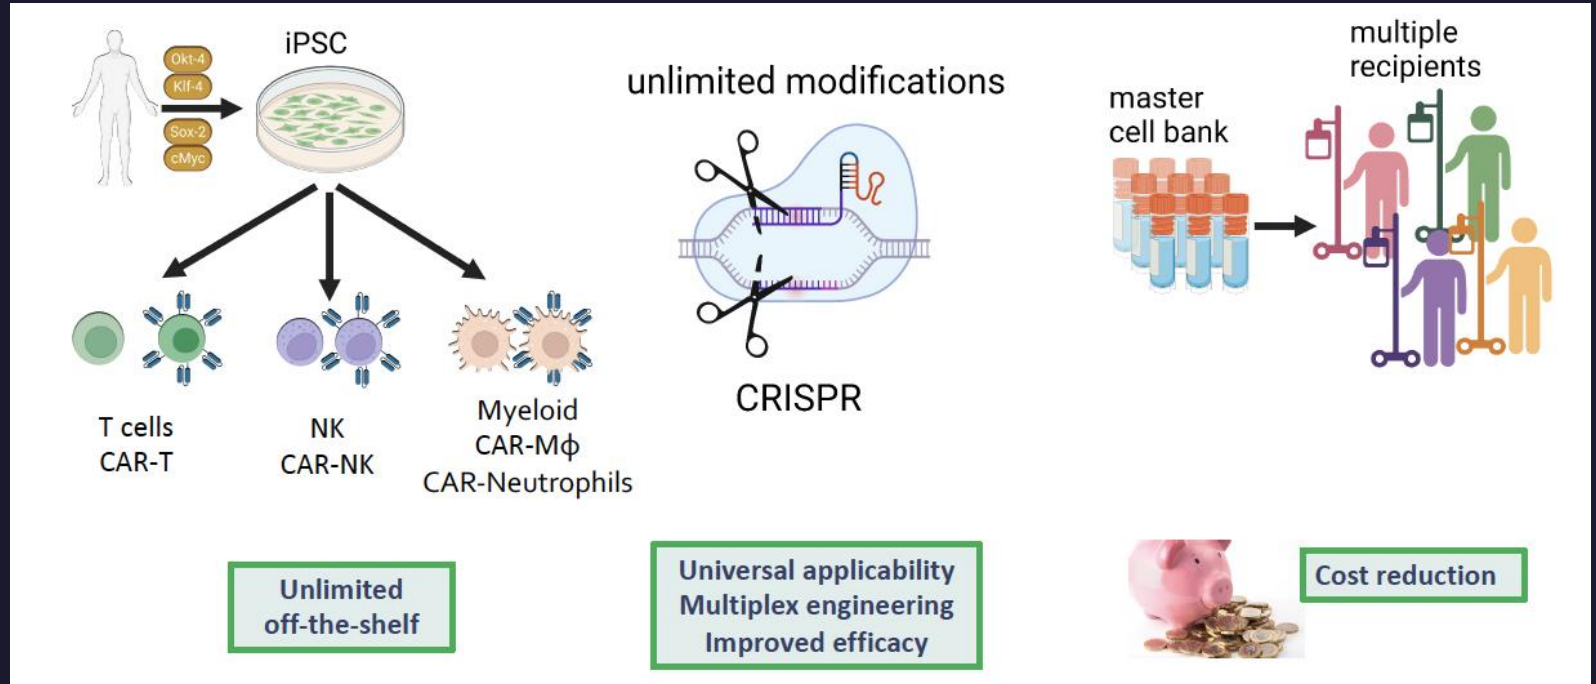 Okt-4
Klf-4
Sox-2
cMyc
iPSC
T cells
CAR-T
NK
CAR-NK
Myeloid
CAR-Mϕ
CAR-Neutrophils
Unlimited
off-the-shelf
unlimited modifications
CRISPR
Universal applicability
Multiplex engineering
Improved efficacy
master
cell bank
multiple
recipients
Cost reduction